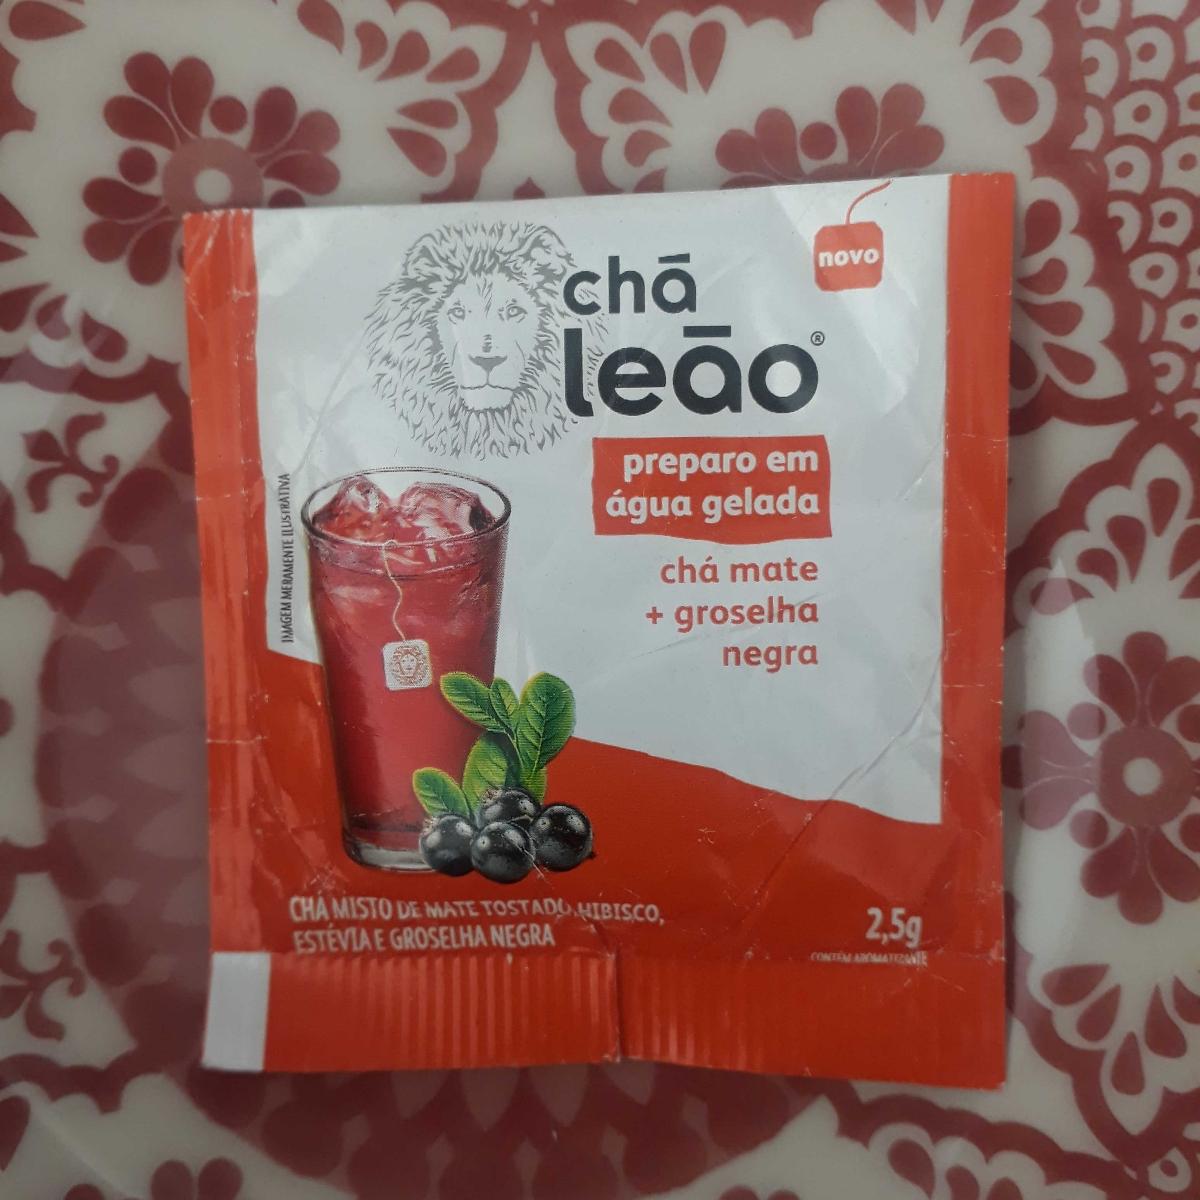 novo
chá
leão®
preparo em
água gelada
chá mate
+ groselha
negra
IMAGEM MERAMENTE ILUSTRATIVA
CHÁ MISTO DE MATE TOSTADO, HIBISCO,
ESTÉVIA E GROSELHA NEGRA
2,5g
CONTÉM AROMATIZANTE